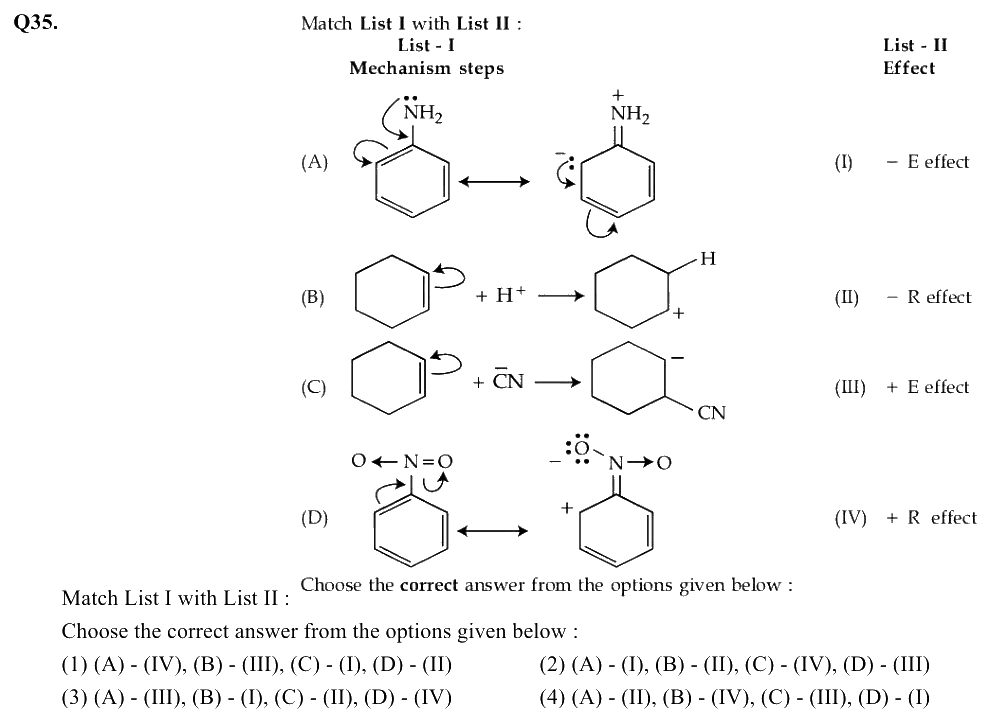 Q35. Match List I with List II :
List - I List - II
Mechanism steps Effect
(A) N̈H₂ ⁺NH₂ − : (I) − E effect
(B) + H⁺ H + (II) − R effect
(C) + C̄N − CN (III) + E effect
(D) O ← N = O − :Ö: N → O + (IV) + R effect
Choose the correct answer from the options given below :
Match List I with List II :
Choose the correct answer from the options given below :
(1) (A) - (IV), (B) - (III), (C) - (I), (D) - (II) (2) (A) - (I), (B) - (II), (C) - (IV), (D) - (III)
(3) (A) - (III), (B) - (I), (C) - (II), (D) - (IV) (4) (A) - (II), (B) - (IV), (C) - (III), (D) - (I)